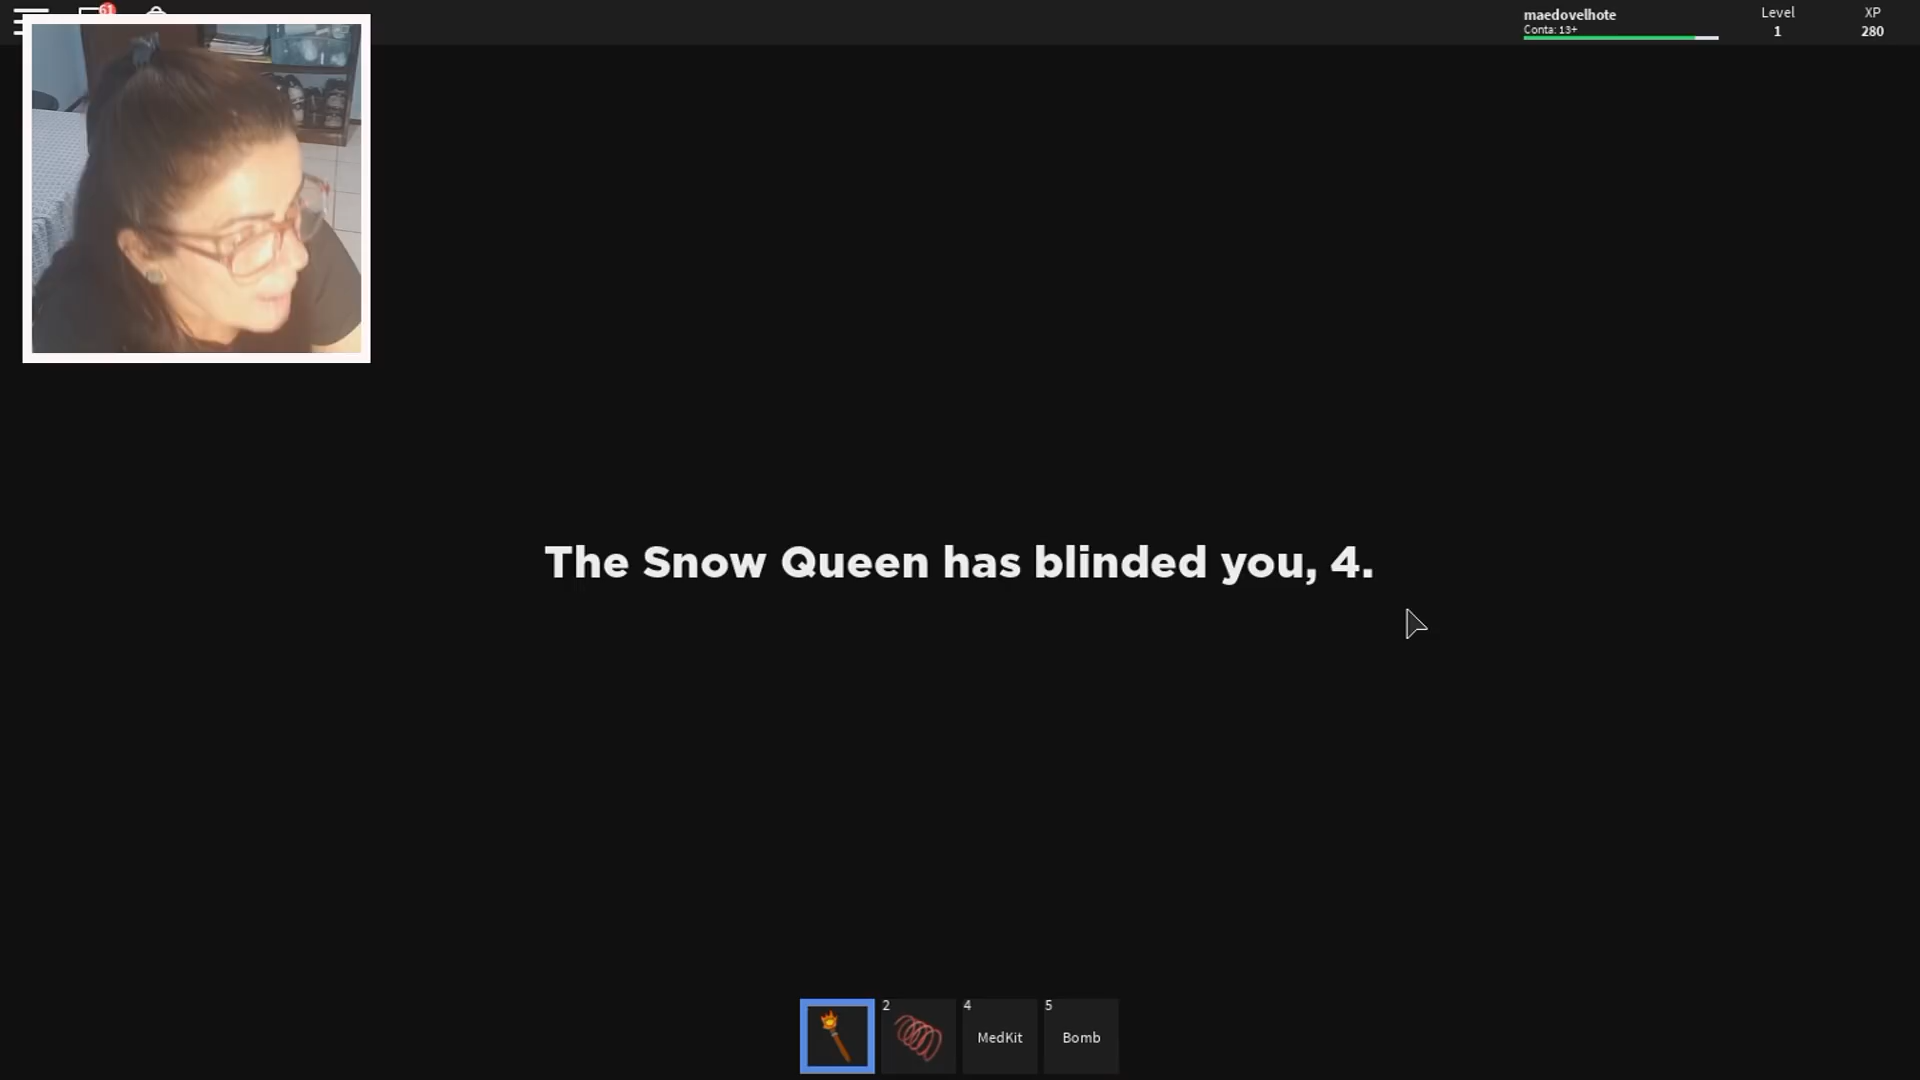 61
maedovelhote
Conta: 13+
Level
1
XP
280
The Snow Queen has blinded you, 4.
2
4
MedKit
5
Bomb